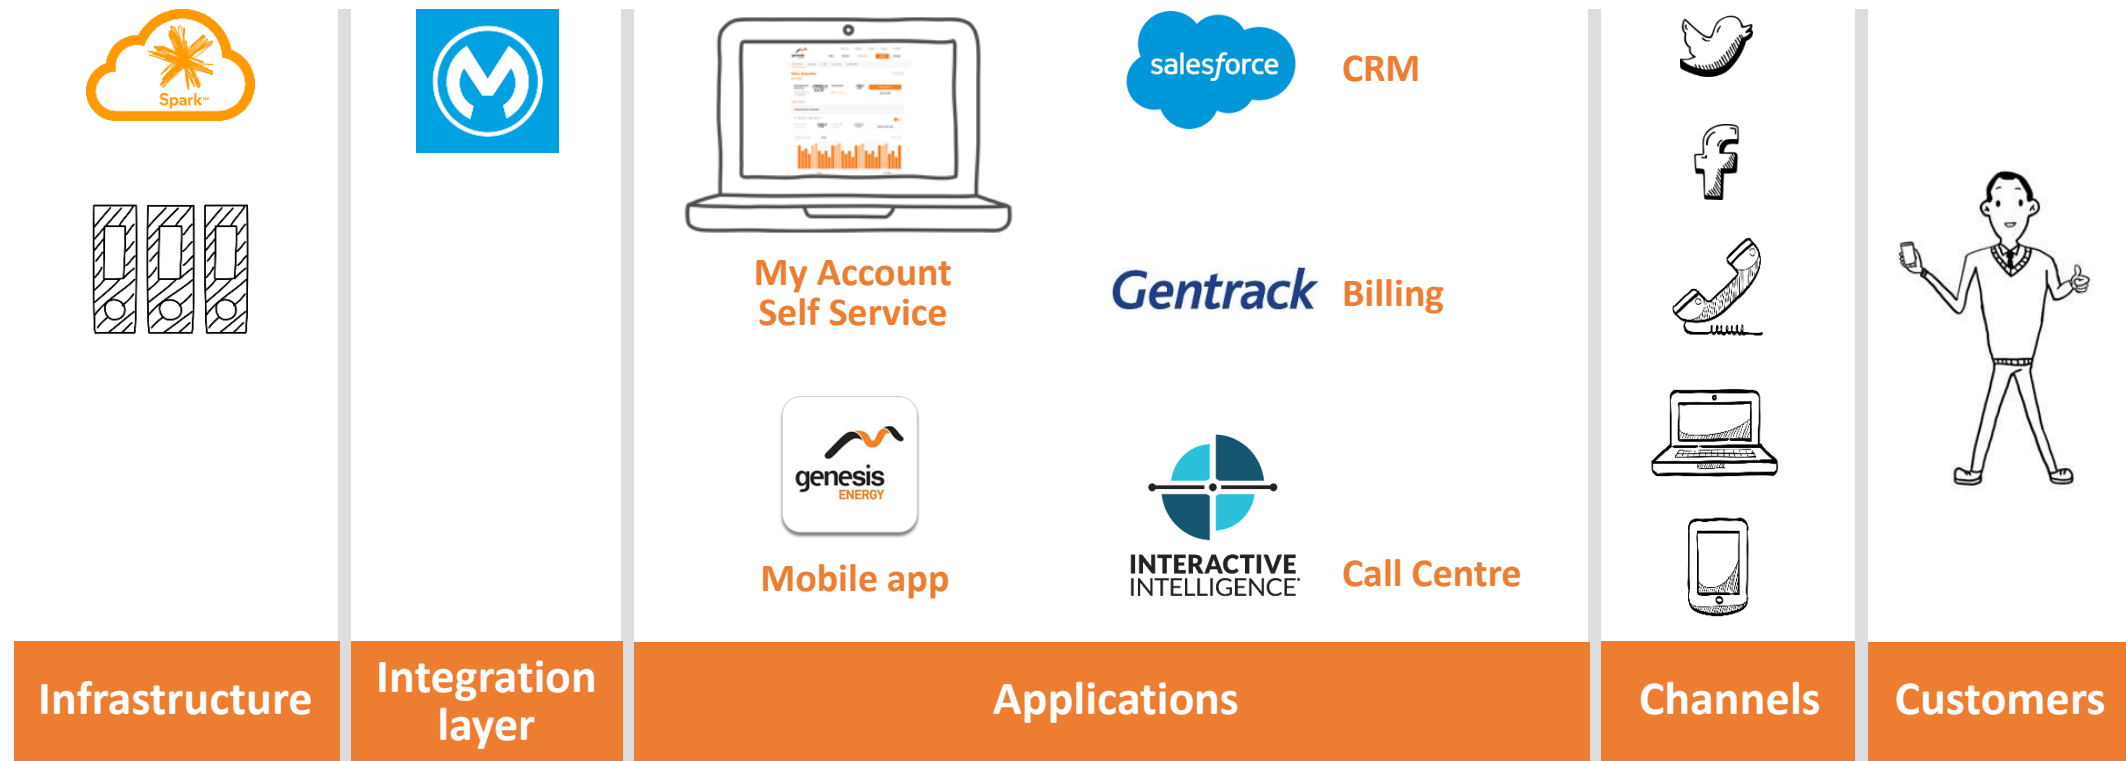 Spark
salesforce
CRM
My Account
Self Service
Gentrack
Billing
genesis
ENERGY
Mobile app
INTERACTIVE
INTELLIGENCE
Call Centre
Infrastructure
Integration
layer
Applications
Channels
Customers